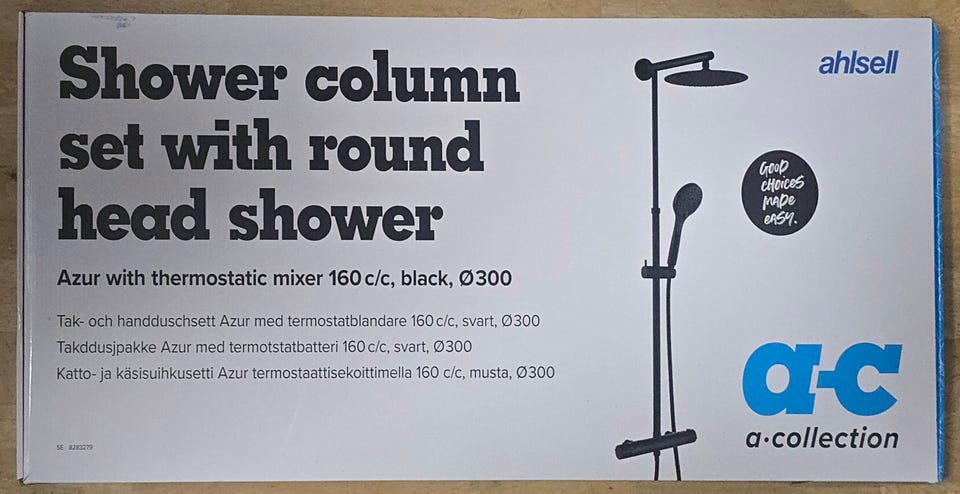 Shower column
set with round
head shower
Azur with thermostatic mixer 160 c/c, black, Ø300
Tak- och handduschsett Azur med termostatblandare 160 c/c, svart, Ø300
Takddusjpakke Azur med termotstatbatteri 160 c/c, svart, Ø300
Katto- ja käsisuihkusetti Azur termostaattisekoittimella 160 c/c, musta, Ø300
SE 8283279
ahlsell
GOOD
CHOICES
MADE
EASY.
a-c
a·collection